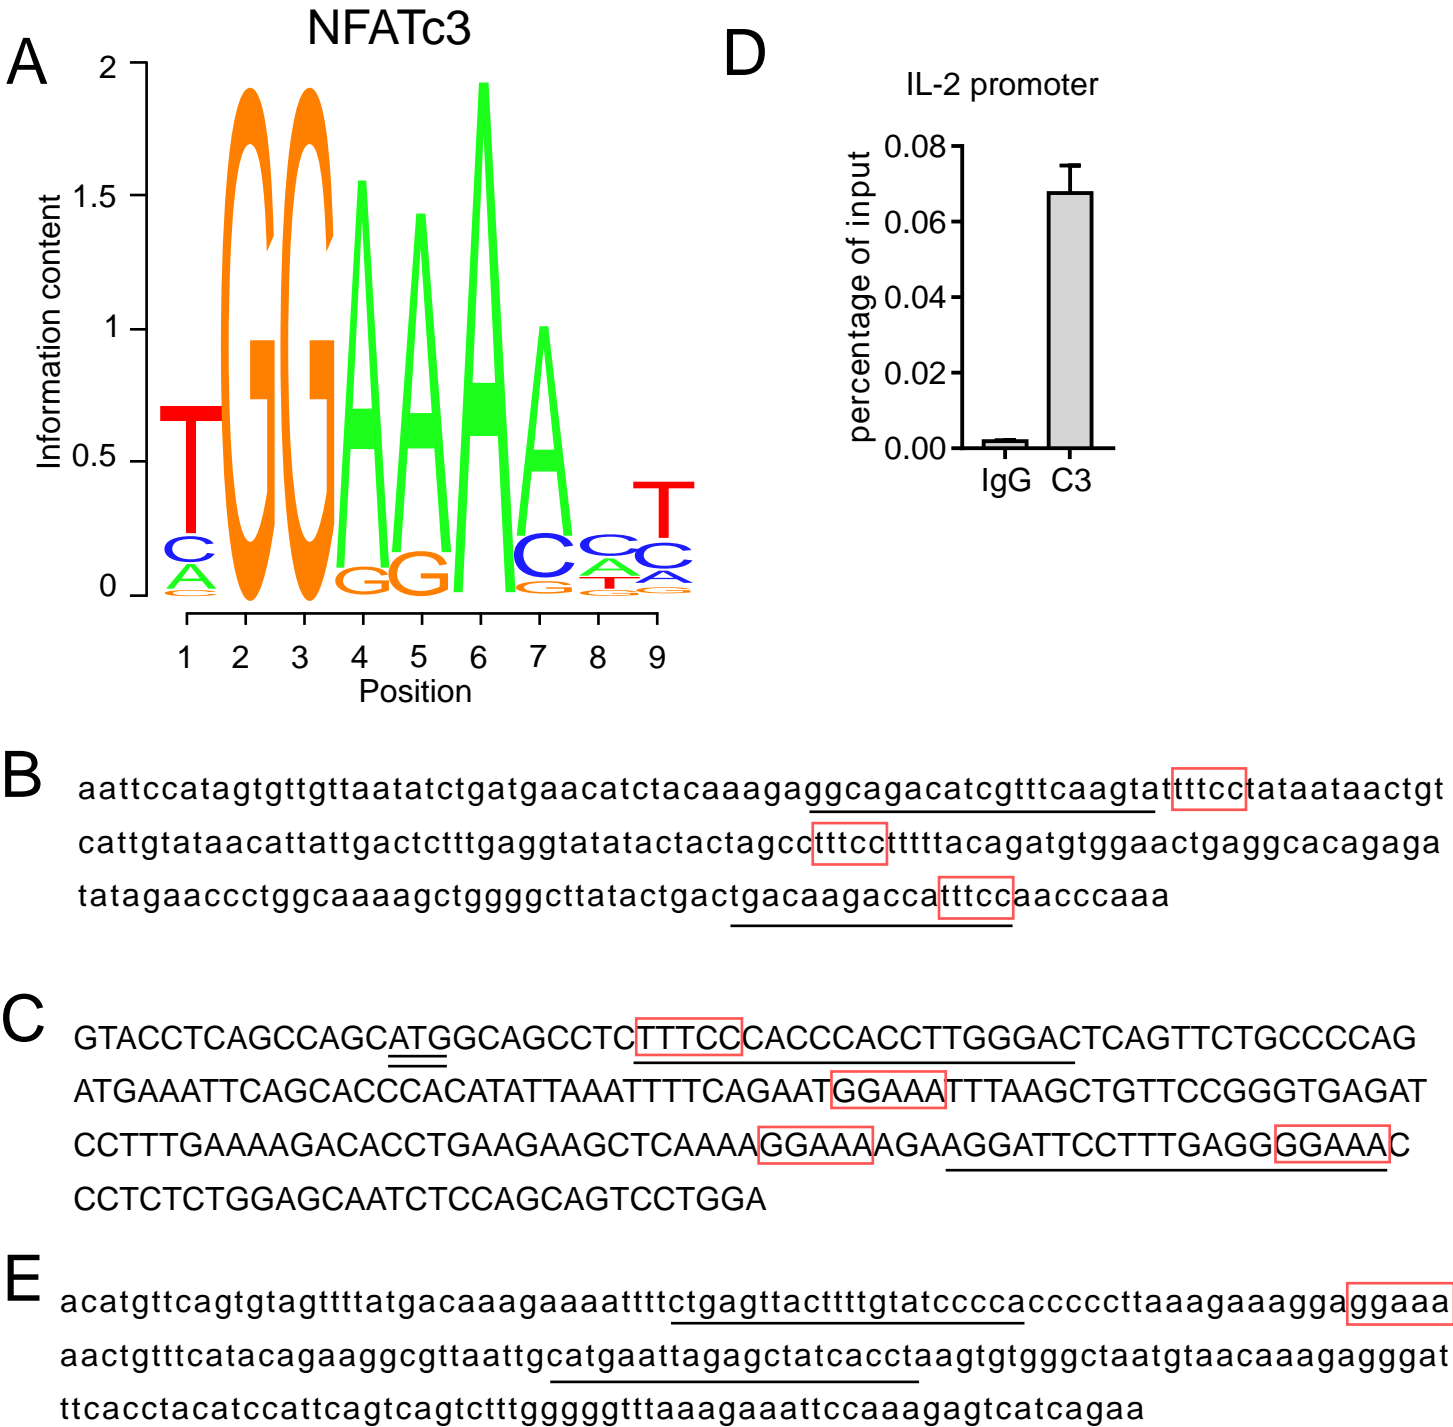 A
NFATc3
2
1.5
1
0.5
0
Information content
T
C
A
G
G
G
A
G
A
G
A
A
C
G
C
A
T
G
T
C
A
G
1 2 3 4 5 6 7 8 9
Position
D
IL-2 promoter
percentage of input
0.08
0.06
0.04
0.02
0.00
IgG C3
B
aattccatagtgttgttaatatctgatgaacatctacaaagaggcagacatcgtttcaagtattttcctataataactgt
cattgtataacattattgactctttgaggtatatactactagcctttcctttttacagatgtggaactgaggcacagaga
tatagaaccctggcaaaagctggggcttatactgactgacaagaccatttccaacccaaa
C
GTACCTCAGCCAGCATGGCAGCCTCTTTCCCACCCACCTTGGGACTCAGTTCTGCCCCAG
ATGAAATTCAGCACCCACATATTAAATTTTCAGAATGGAAATTTAAGCTGTTCCGGGTGAGAT
CCTTTGAAAAGACACCTGAAGAAGCTCAAAAGGAAAAGAAGGATTCCTTTGAGGGGAAAC
CCTCTCTGGAGCAATCTCCAGCAGTCCTGGA
E
acatgttcagtgtagttttatgacaaagaaaattttctgagttacttttgtatccccacccccttaaagaaaggaggaaa
aactgtttcatacagaaggcgttaattgcatgaattagagctatcacctaagtgtgggctaatgtaacaaagagggat
ttcacctacatccattcagtcagtctttgggggtttaaagaaattccaaagagtcatcagaa